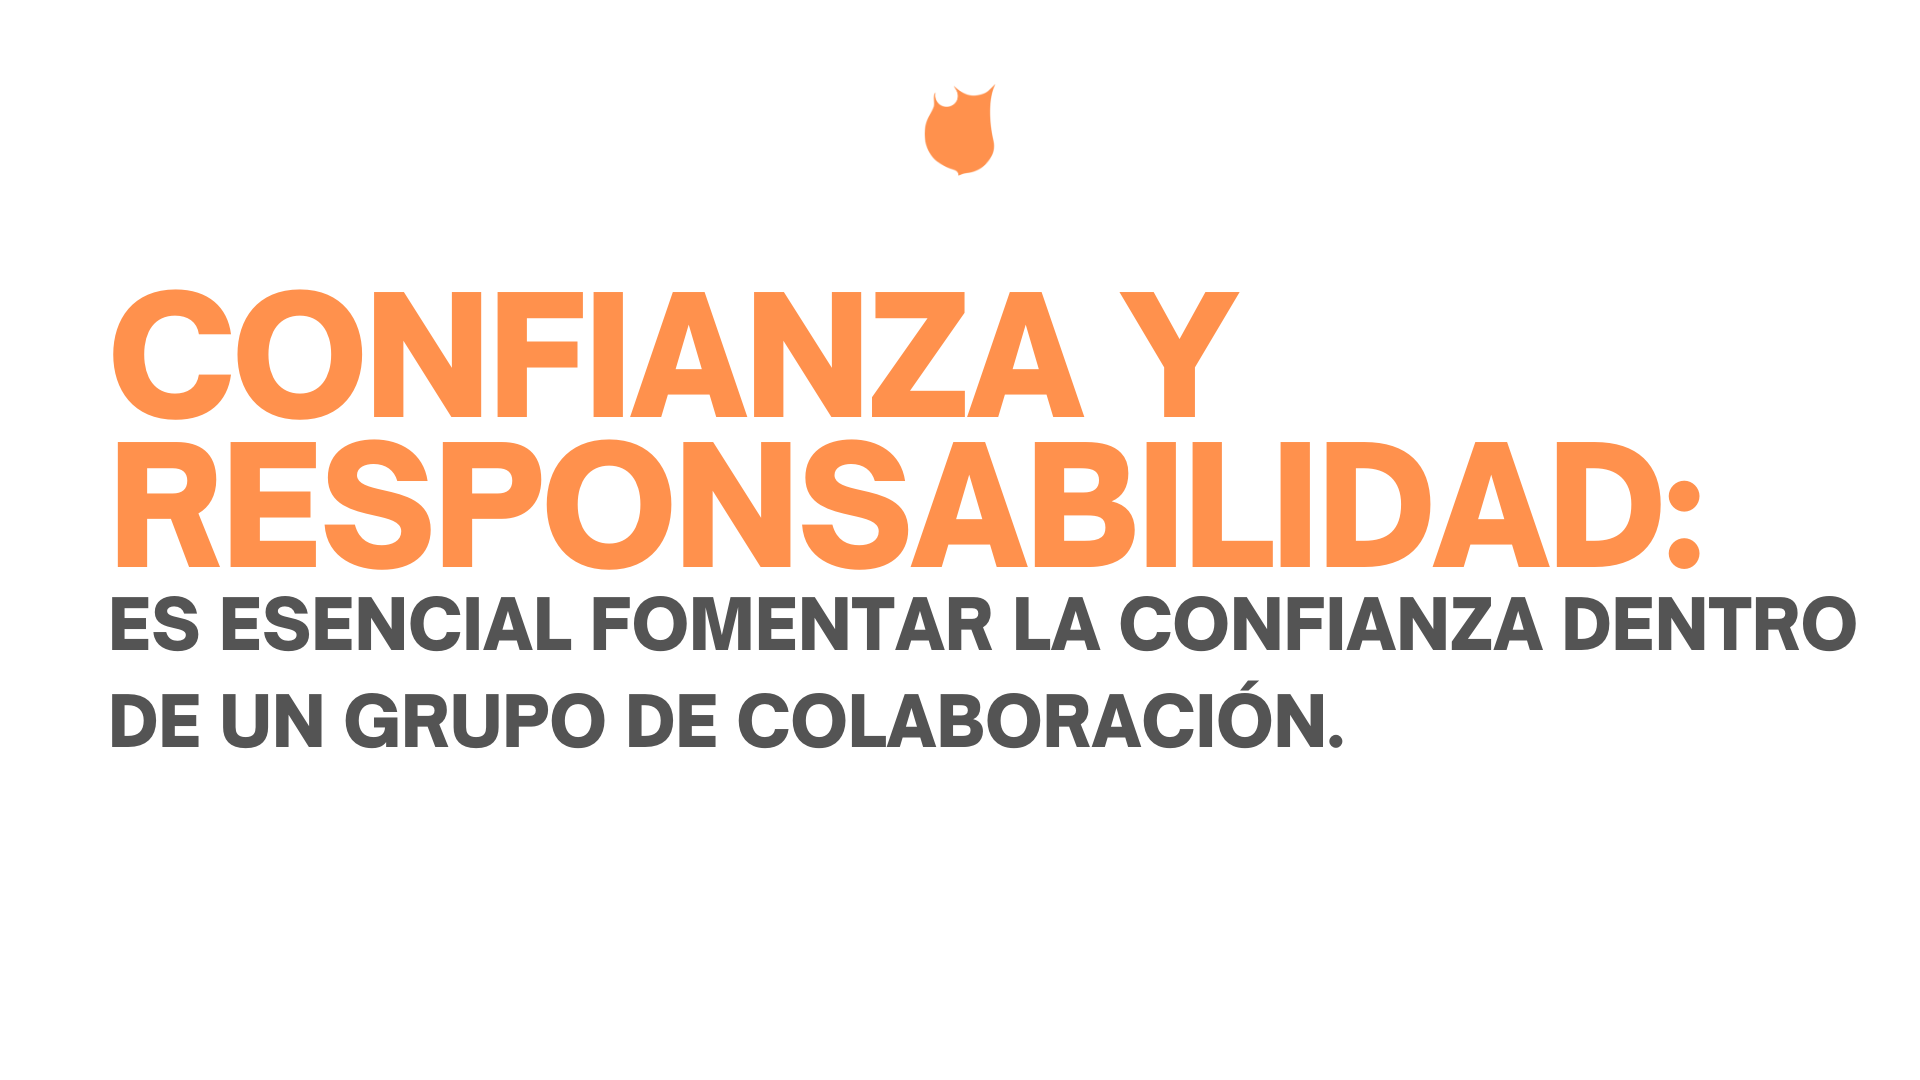 CONFIANZA Y
RESPONSABILIDAD:
ES ESENCIAL FOMENTAR LA CONFIANZA DENTRO
DE UN GRUPO DE COLABORACIÓN.